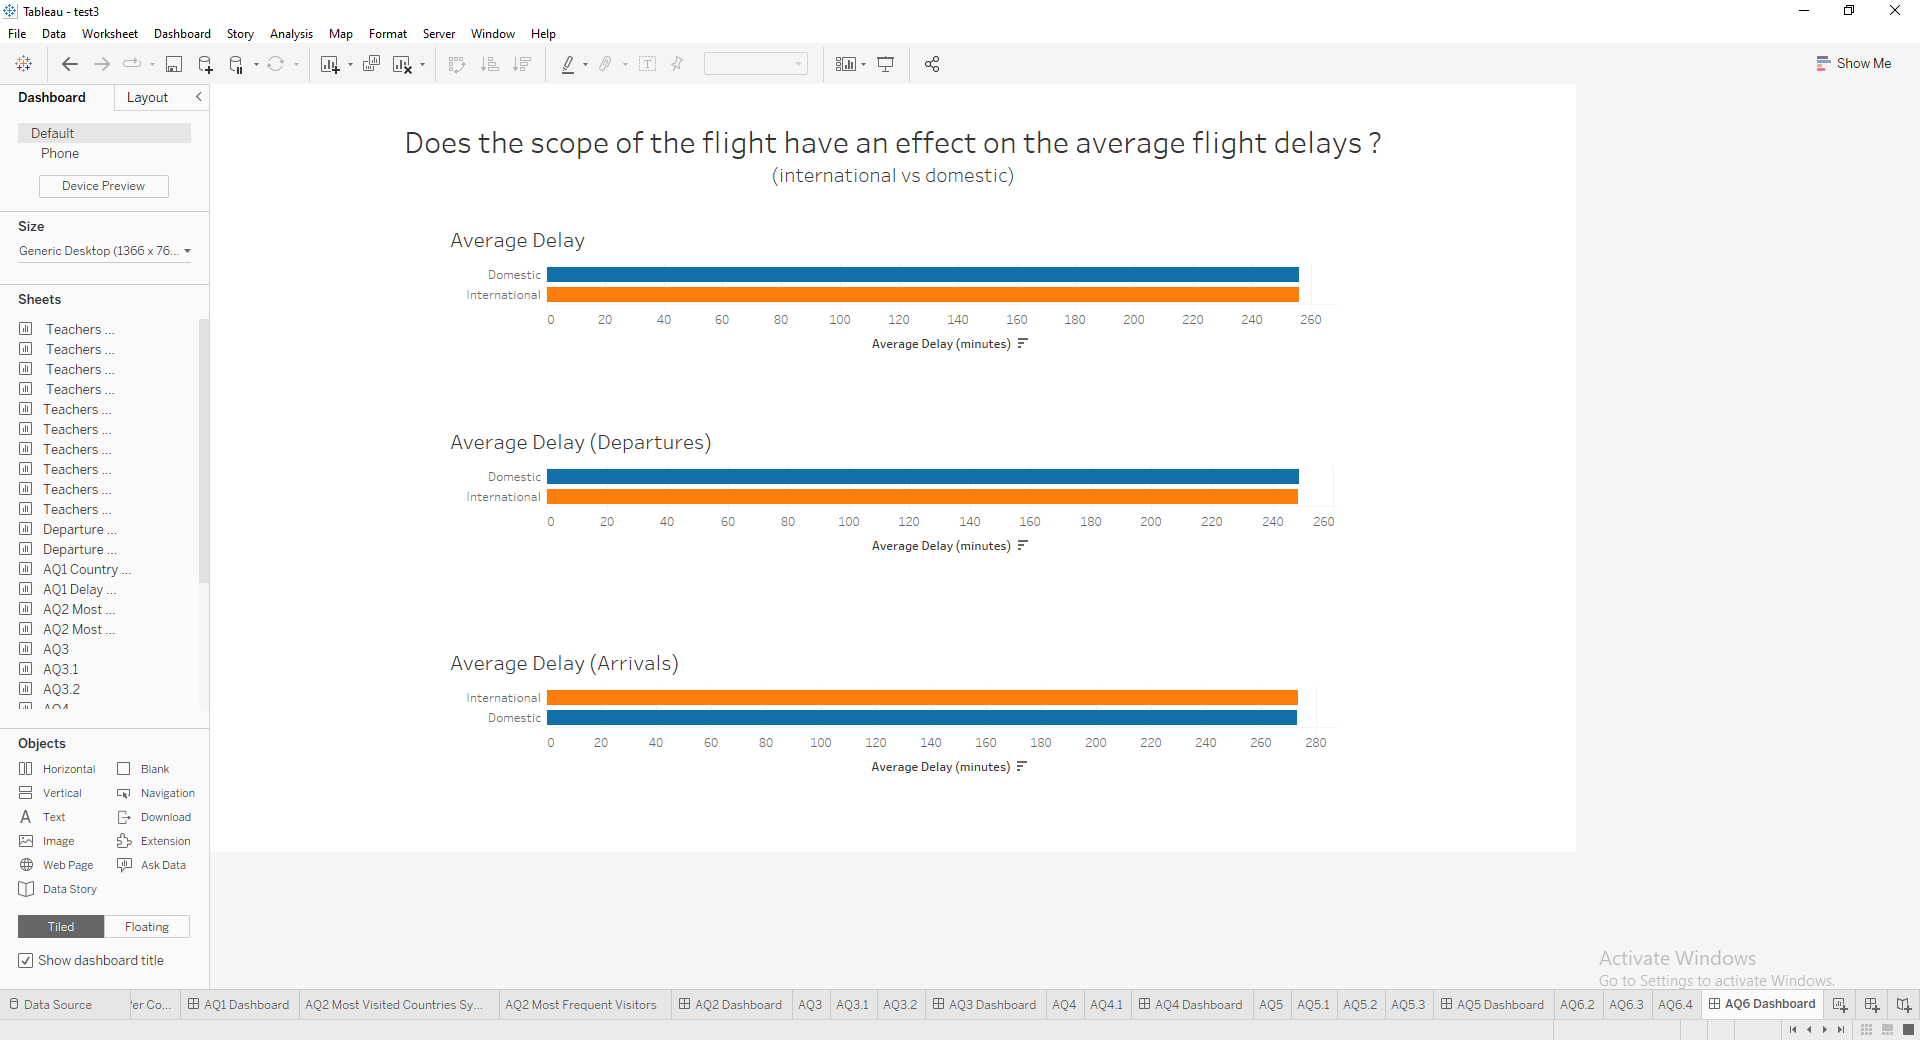 Tableau - test3
File Data Worksheet Dashboard Story Analysis Map Format Server Window Help
Show Me
Dashboard Layout
Default
Phone
Device Preview
Size
Generic Desktop (1366 x 76...
Sheets
Teachers ...
Teachers ...
Teachers ...
Teachers ...
Teachers ...
Teachers ...
Teachers ...
Teachers ...
Teachers ...
Teachers ...
Departure ...
Departure ...
AQ1 Country ...
AQ1 Delay ...
AQ2 Most ...
AQ2 Most ...
AQ3
AQ3.1
AQ3.2
AQ4
Objects
Horizontal Blank
Vertical Navigation
Text Download
Image Extension
Web Page Ask Data
Data Story
Tiled Floating
Show dashboard title
Does the scope of the flight have an effect on the average flight delays ?
(international vs domestic)
Average Delay
Domestic
International
0 20 40 60 80 100 120 140 160 180 200 220 240 260
Average Delay (minutes)
Average Delay (Departures)
Domestic
International
0 20 40 60 80 100 120 140 160 180 200 220 240 260
Average Delay (minutes)
Average Delay (Arrivals)
International
Domestic
0 20 40 60 80 100 120 140 160 180 200 220 240 260 280
Average Delay (minutes)
Activate Windows
Go to Settings to activate Windows.
Data Source er Co... AQ1 Dashboard AQ2 Most Visited Countries Sy... AQ2 Most Frequent Visitors AQ2 Dashboard AQ3 AQ3.1 AQ3.2 AQ3 Dashboard AQ4 AQ4.1 AQ4 Dashboard AQ5 AQ5.1 AQ5.2 AQ5.3 AQ5 Dashboard AQ6.2 AQ6.3 AQ6.4 AQ6 Dashboard